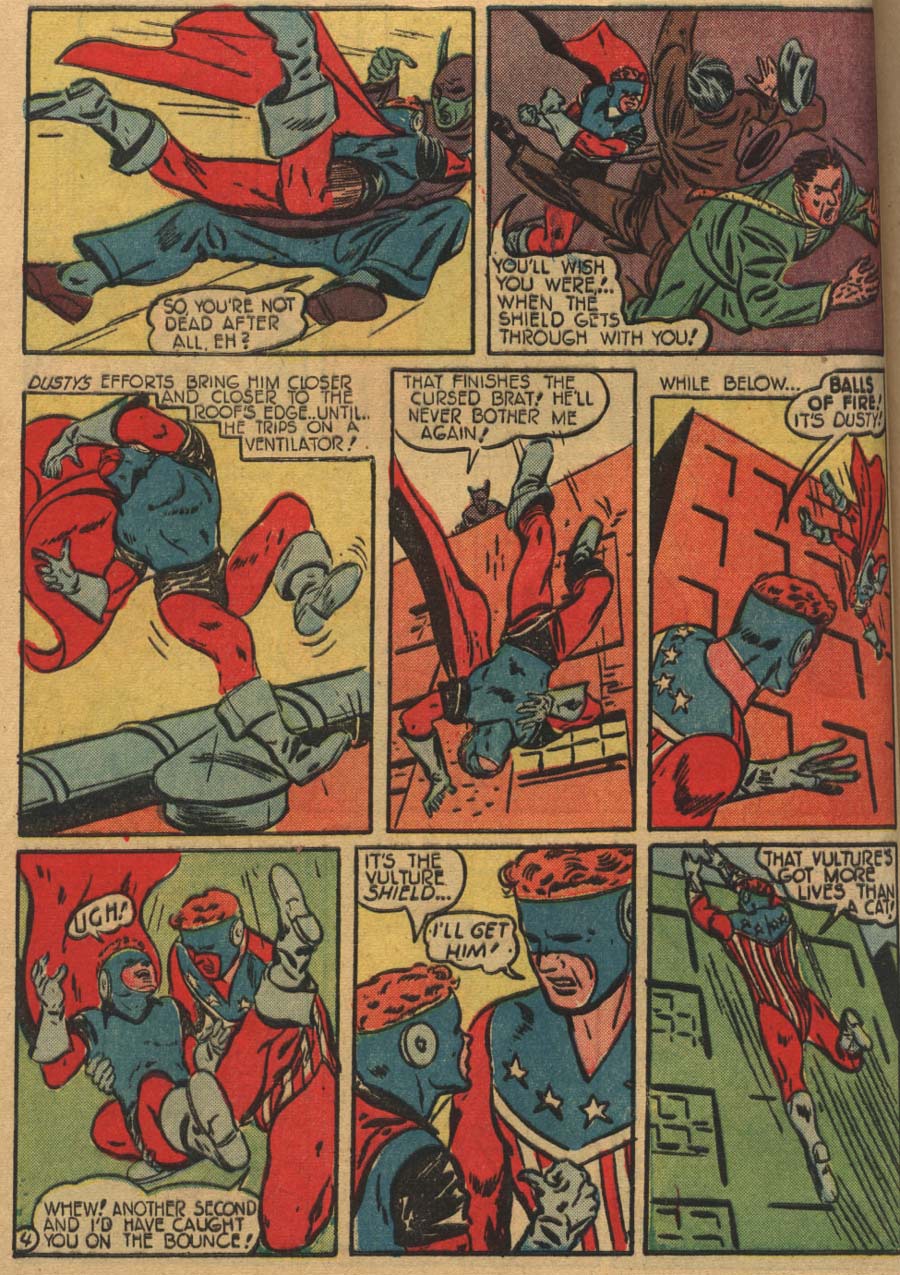 SO, YOU'RE NOT
DEAD AFTER
ALL, EH?
YOU'LL WISH
YOU WERE!..
WHEN THE
SHIELD GETS
THROUGH WITH YOU!
DUSTY'S EFFORTS BRING HIM CLOSER
AND CLOSER TO THE
ROOF'S EDGE..UNTIL..
HE TRIPS ON A
VENTILATOR!
THAT FINISHES THE
CURSED BRAT! HE'LL
NEVER BOTHER ME
AGAIN!
WHILE BELOW...
BALLS
OF FIRE!
IT'S DUSTY!
UGH!
WHEW! ANOTHER SECOND
AND I'D HAVE CAUGHT
YOU ON THE BOUNCE!
4
IT'S THE
VULTURE
SHIELD...
I'LL GET
HIM!
THAT VULTURE'S
GOT MORE
LIVES THAN
A CAT!